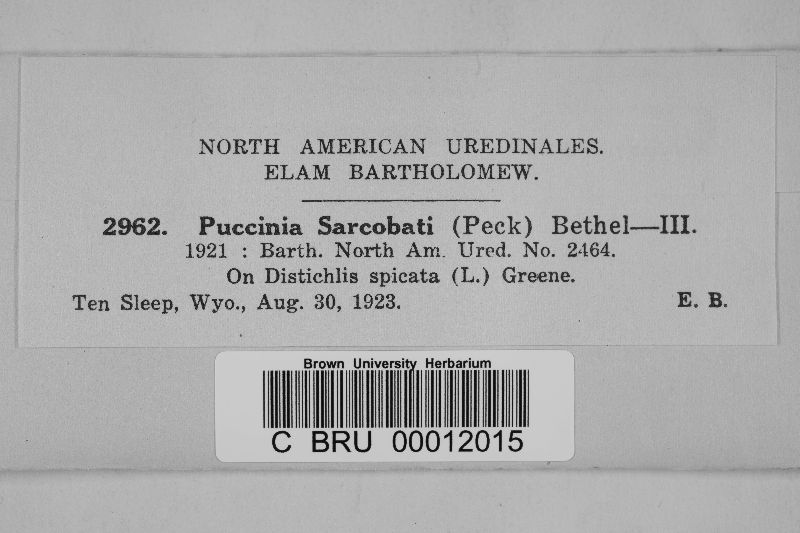 NORTH AMERICAN UREDINALES.
ELAM BARTHOLOMEW.
2962. Puccinia Sarcobati (Peck) Bethel—III.
1921 : Barth. North Am. Ured. No. 2464.
On Distichlis spicata (L.) Greene.
Ten Sleep, Wyo., Aug. 30, 1923. E. B.
Brown University Herbarium
C BRU 00012015